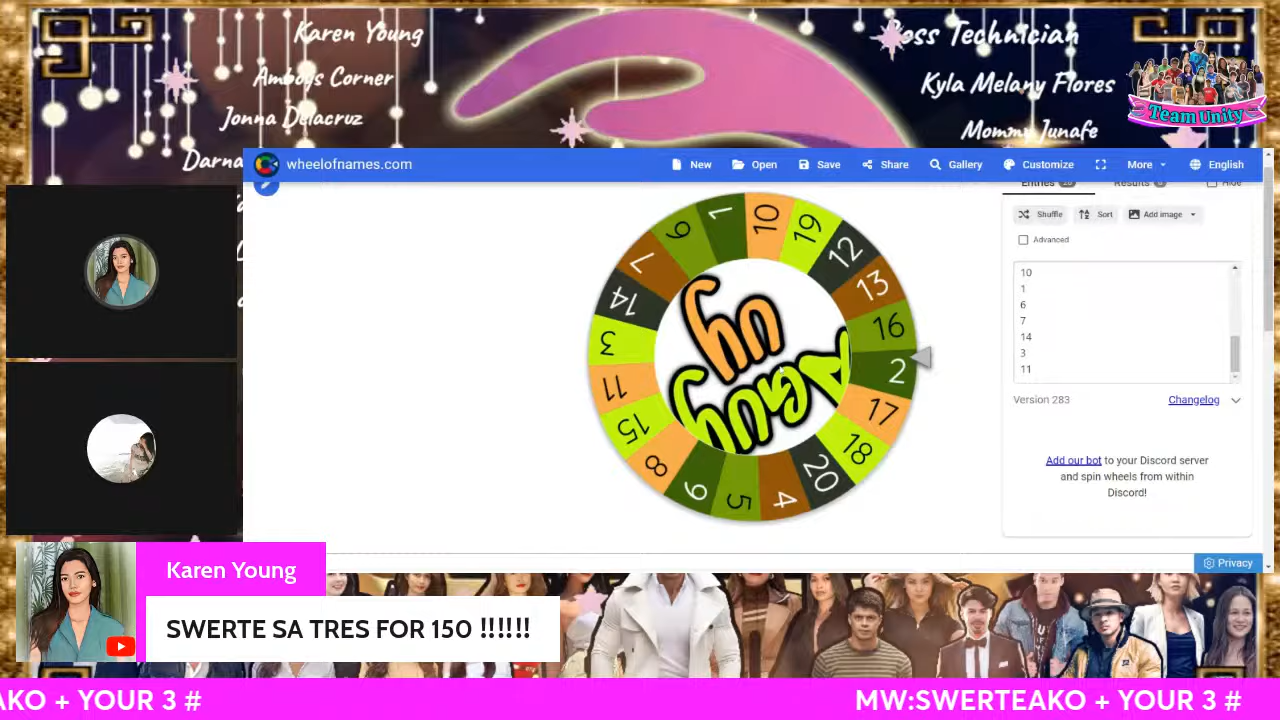 Karen Young
Amboys Corner
Jonna Delacruz
Darna
Boss Technician
Kyla Melany Flores
Mommy Junafe
Team Unity
wheelofnames.com
New
Open
Save
Share
Gallery
Customize
More
English
Entries
Results
Hide
Shuffle
Sort
Add image
Advanced
10
1
6
7
14
3
11
Version 283
Changelog
Add our bot to your Discord server
and spin wheels from within
Discord!
Privacy
10
19
12
13
16
2
17
18
20
4
5
9
8
15
11
3
14
7
6
1
Karen Young
SWERTE SA TRES FOR 150 !!!!!!
AKO + YOUR 3 #
MW:SWERTEAKO + YOUR 3 #